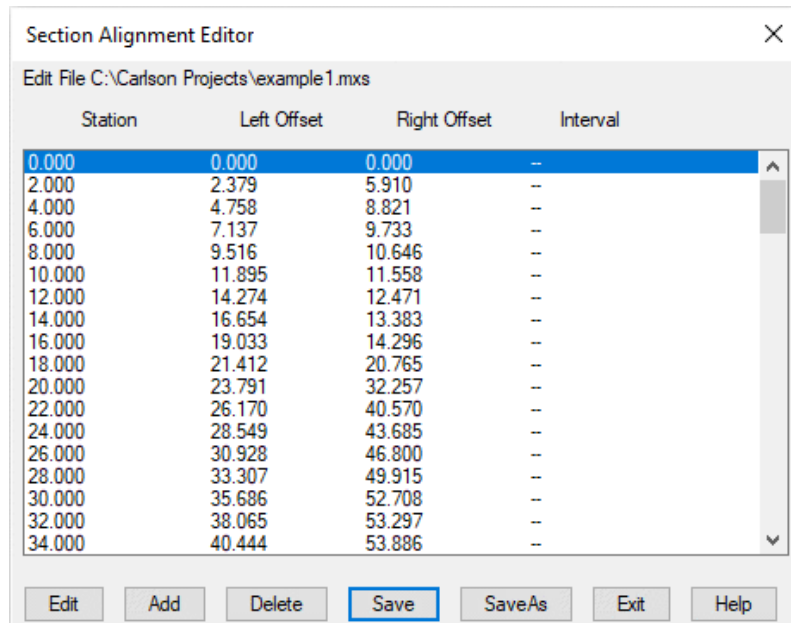 Section Alignment Editor
Edit File C:\Carlson Projects\example1.mxs
Station Left Offset Right Offset Interval
0.000 0.000 0.000 --
2.000 2.379 5.910 --
4.000 4.758 8.821 --
6.000 7.137 9.733 --
8.000 9.516 10.646 --
10.000 11.895 11.558 --
12.000 14.274 12.471 --
14.000 16.654 13.383 --
16.000 19.033 14.296 --
18.000 21.412 20.765 --
20.000 23.791 32.257 --
22.000 26.170 40.570 --
24.000 28.549 43.685 --
26.000 30.928 46.800 --
28.000 33.307 49.915 --
30.000 35.686 52.708 --
32.000 38.065 53.297 --
34.000 40.444 53.886 --
Edit Add Delete Save SaveAs Exit Help